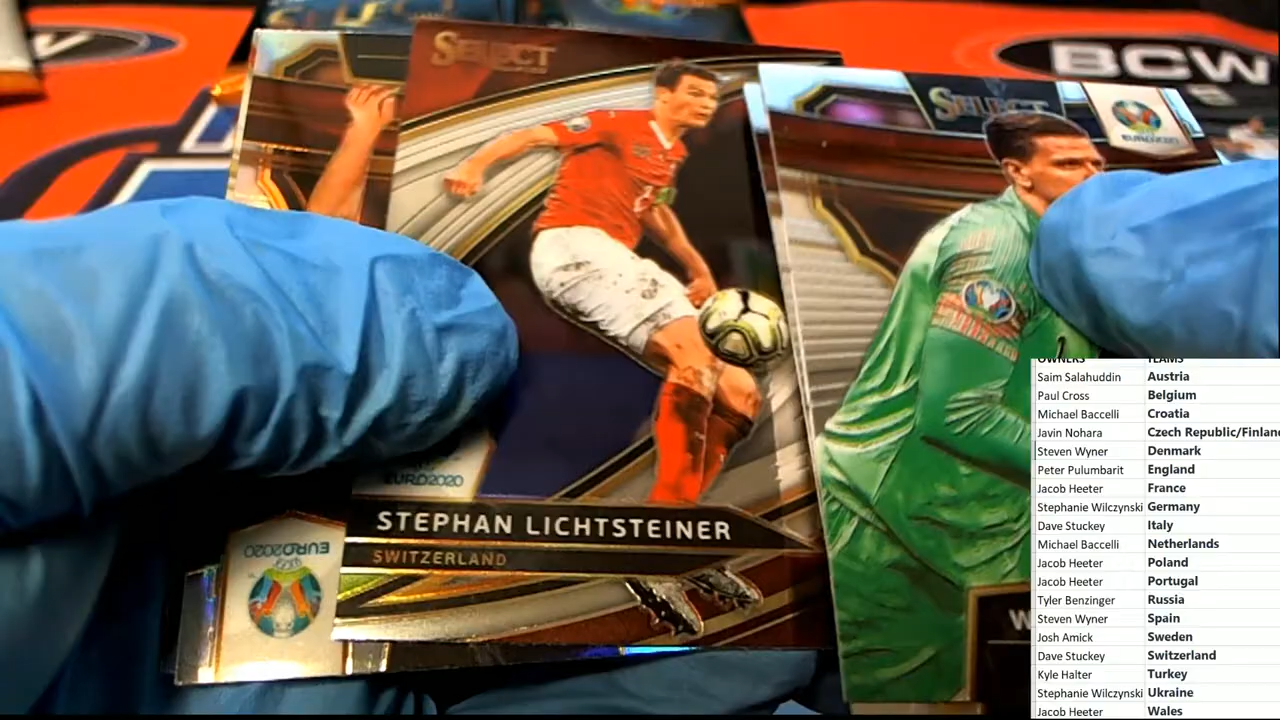 SELECT
SELECT
BCW
EURO2020
EURO2020
STEPHAN LICHTSTEINER
SWITZERLAND
EURO2020
W
OWNERS TEAMS
Saim Salahuddin Austria
Paul Cross Belgium
Michael Baccelli Croatia
Javin Nohara Czech Republic/Finlan
Steven Wyner Denmark
Peter Pulumbarit England
Jacob Heeter France
Stephanie Wilczynski Germany
Dave Stuckey Italy
Michael Baccelli Netherlands
Jacob Heeter Poland
Jacob Heeter Portugal
Tyler Benzinger Russia
Steven Wyner Spain
Josh Amick Sweden
Dave Stuckey Switzerland
Kyle Halter Turkey
Stephanie Wilczynski Ukraine
Jacob Heeter Wales